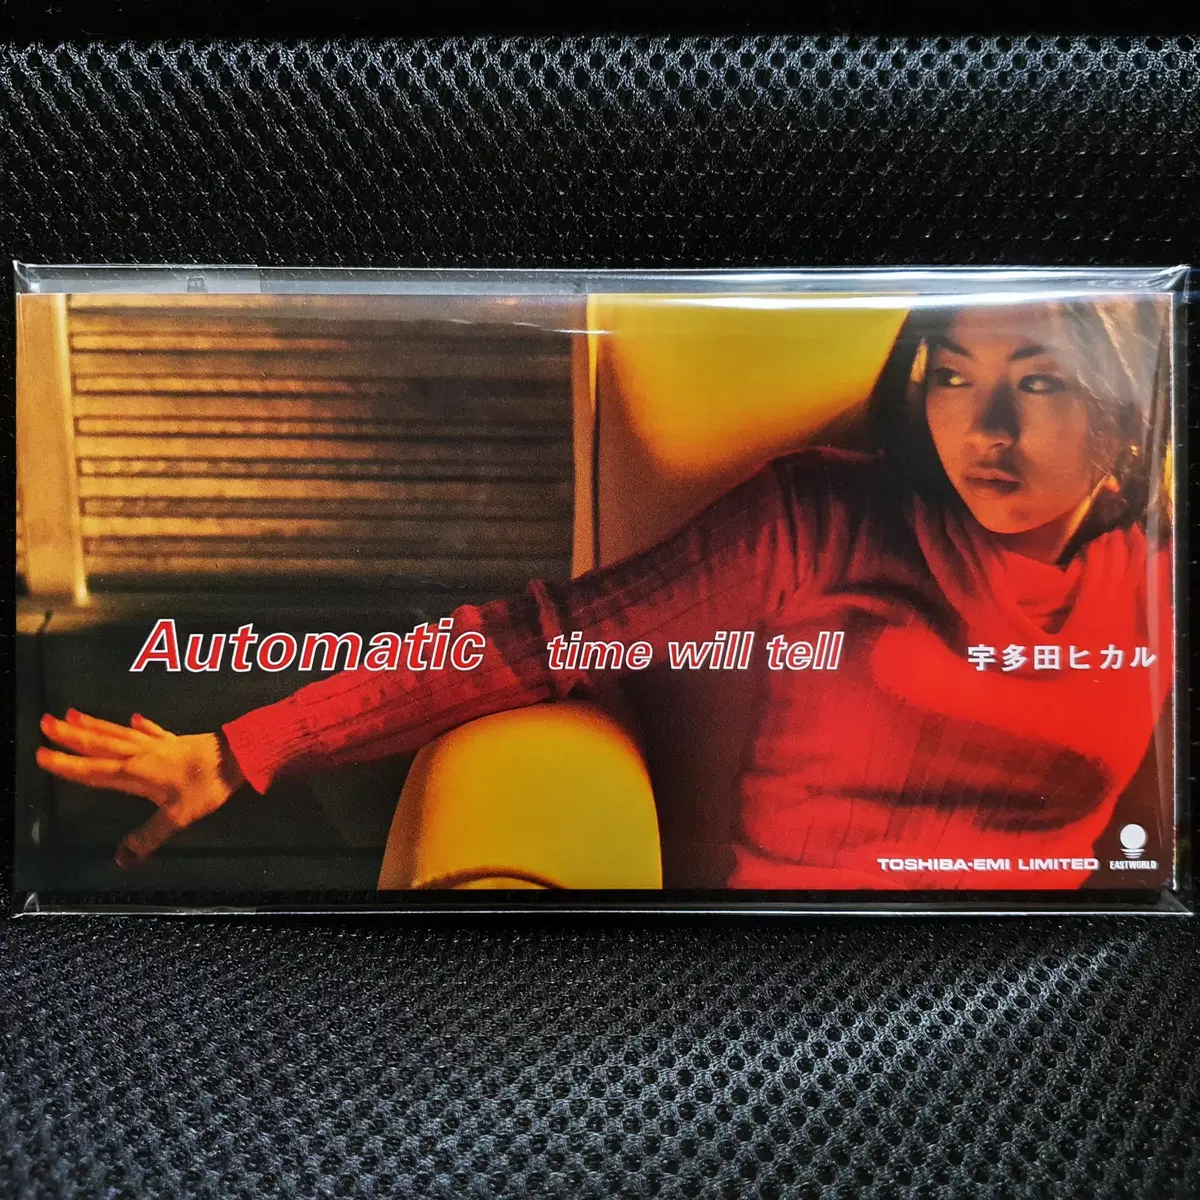 Automatic time will tell 宇多田ヒカル
TOSHIBA-EMI LIMITED EASTWORLD